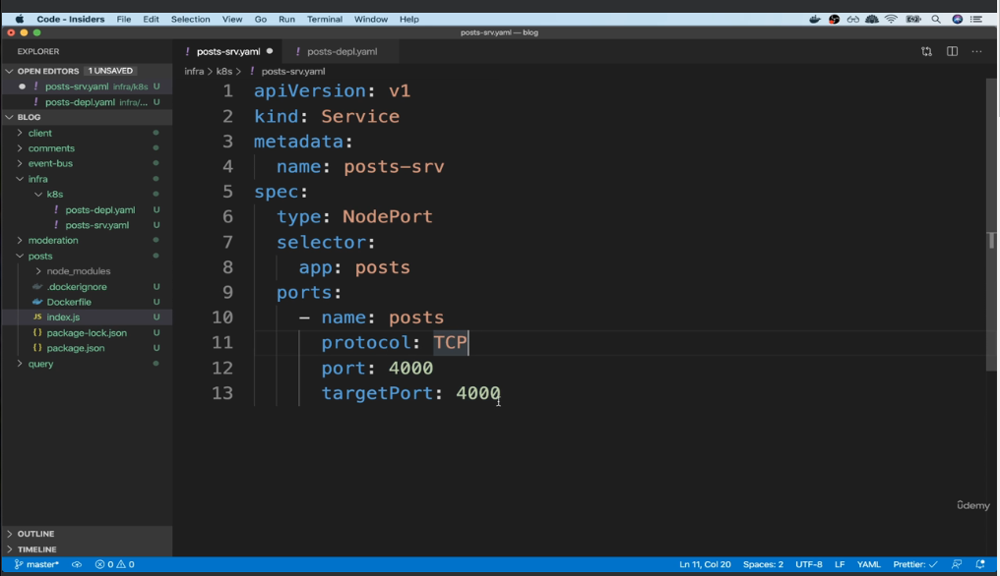 Code - Insiders File Edit Selection View Go Run Terminal Window Help
posts-srv.yaml — blog
EXPLORER
! posts-srv.yaml ● ! posts-depl.yaml
OPEN EDITORS 1 UNSAVED
infra > k8s > ! posts-srv.yaml
● ! posts-srv.yaml infra/k8s U
! posts-depl.yaml infra/... U
BLOG
client
comments
event-bus
infra
k8s
! posts-depl.yaml U
! posts-srv.yaml U
moderation
posts
node_modules
.dockerignore U
Dockerfile U
JS index.js U
{} package-lock.json U
{} package.json U
query
1 apiVersion: v1
2 kind: Service
3 metadata:
4   name: posts-srv
5 spec:
6   type: NodePort
7   selector:
8     app: posts
9   ports:
10     - name: posts
11       protocol: TCP
12       port: 4000
13       targetPort: 4000
ûdemy
OUTLINE
TIMELINE
master* 0 0 Ln 11, Col 20 Spaces: 2 UTF-8 LF YAML Prettier: ✓